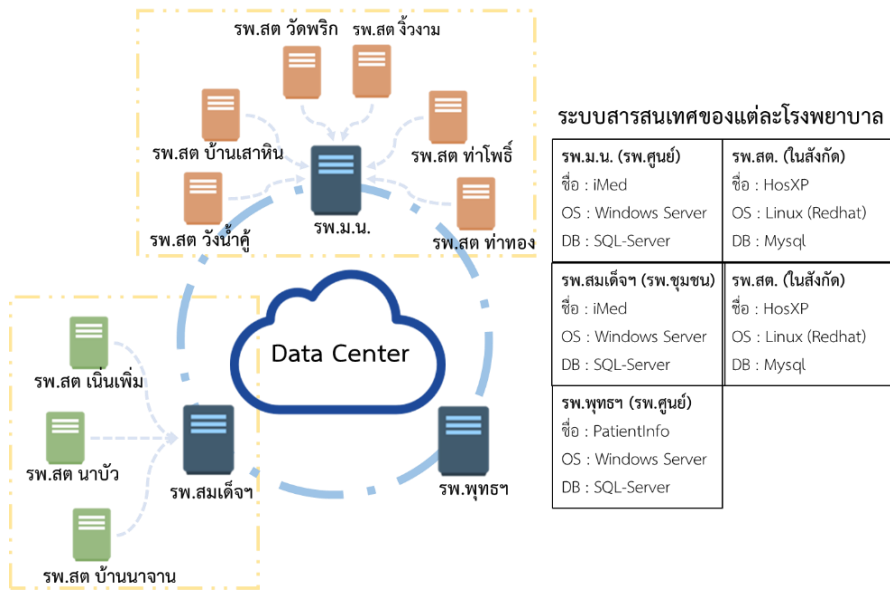 รพ.สต วัดพริก
รพ.สต งิ้วงาม
รพ.สต บ้านเสาหิน
รพ.สต ท่าโพธิ์
รพ.สต วังน้ำคู้
รพ.ม.น.
รพ.สต ท่าทอง
Data Center
รพ.สต เนิ่นเพิ่ม
รพ.สต นาบัว
รพ.สมเด็จฯ
รพ.พุทธฯ
รพ.สต บ้านนาจาน
ระบบสารสนเทศของแต่ละโรงพยาบาล
รพ.ม.น. (รพ.ศูนย์)
ชื่อ : iMed
OS : Windows Server
DB : SQL-Server
รพ.สต. (ในสังกัด)
ชื่อ : HosXP
OS : Linux (Redhat)
DB : Mysql
รพ.สมเด็จฯ (รพ.ชุมชน)
ชื่อ : iMed
OS : Windows Server
DB : SQL-Server
รพ.สต. (ในสังกัด)
ชื่อ : HosXP
OS : Linux (Redhat)
DB : Mysql
รพ.พุทธฯ (รพ.ศูนย์)
ชื่อ : PatientInfo
OS : Windows Server
DB : SQL-Server